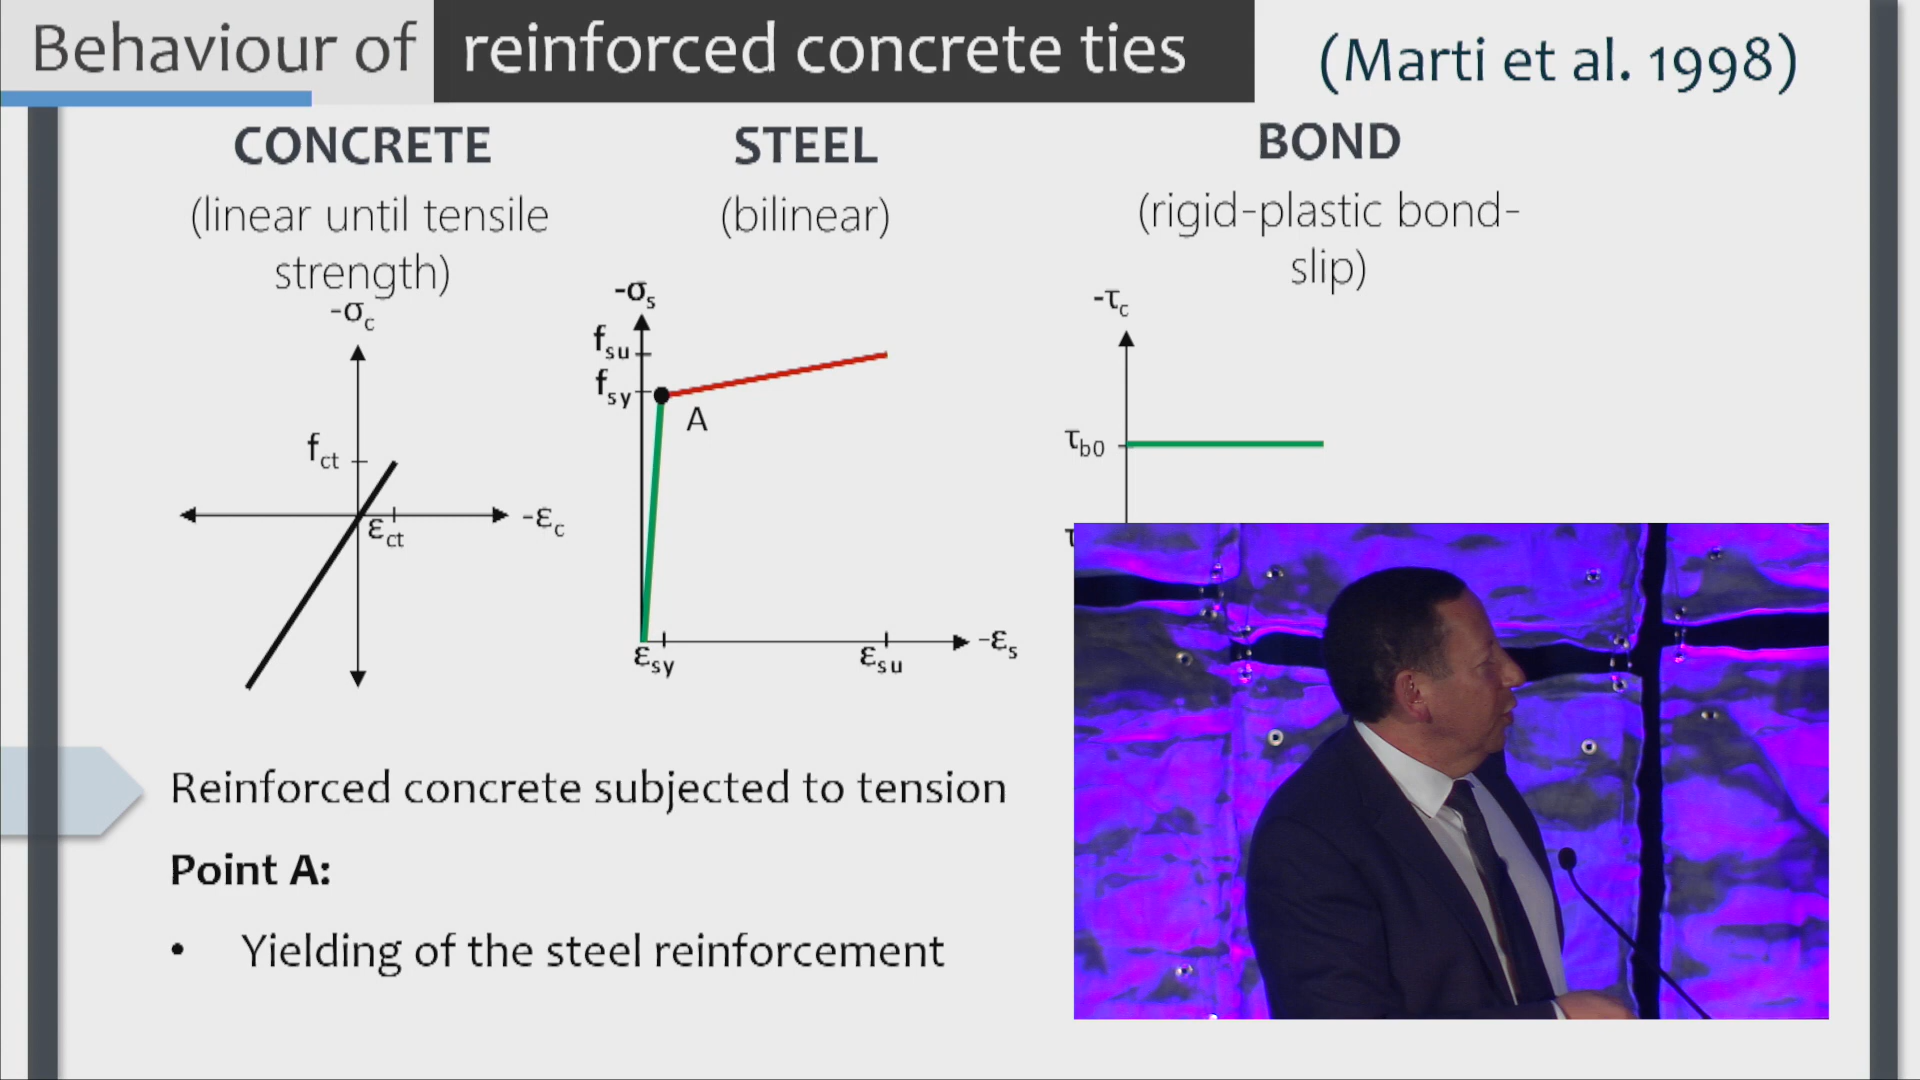 Behaviour of reinforced concrete ties (Marti et al. 1998)
CONCRETE
(linear until tensile
strength)
-σc
fct
εct
-εc
STEEL
(bilinear)
-σs
fsu
fsy
A
εsy
εsu
-εs
BOND
(rigid-plastic bond-
slip)
-τc
τb0
Reinforced concrete subjected to tension
Point A:
• Yielding of the steel reinforcement